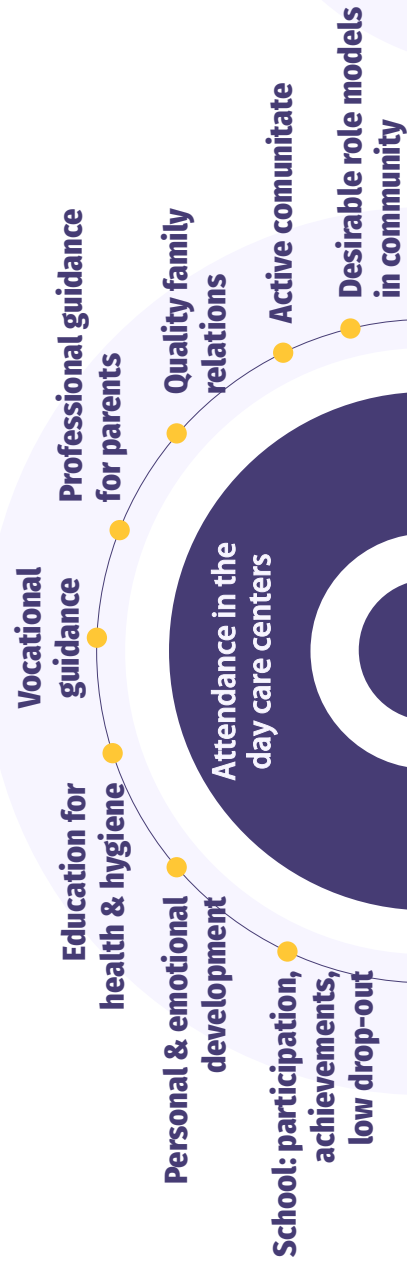 School: participation,
achievements,
low drop-out
Personal & emotional
development
Education for
health & hygiene
Vocational
guidance
Professional guidance
for parents
Quality family
relations
Active comunitate
Desirable role models
in community
Attendance in the
day care centers